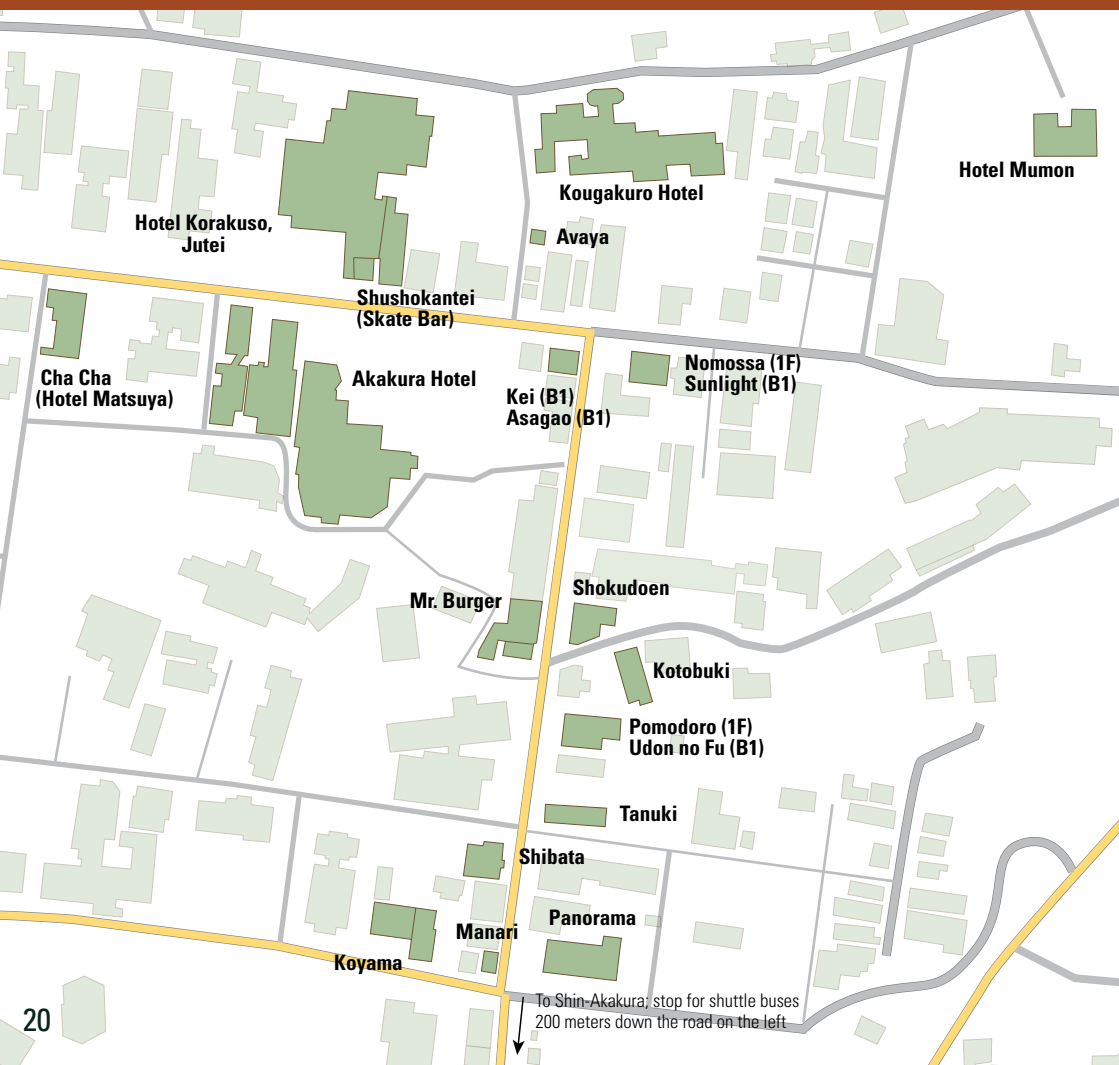 Hotel Mumon
Kougakuro Hotel
Hotel Korakuso,
Jutei
Avaya
Shushokantei
(Skate Bar)
Cha Cha
(Hotel Matsuya)
Akakura Hotel
Kei (B1)
Asagao (B1)
Nomossa (1F)
Sunlight (B1)
Mr. Burger
Shokudoen
Kotobuki
Pomodoro (1F)
Udon no Fu (B1)
Tanuki
Shibata
Manari
Panorama
Koyama
To Shin-Akakura; stop for shuttle buses
200 meters down the road on the left
20